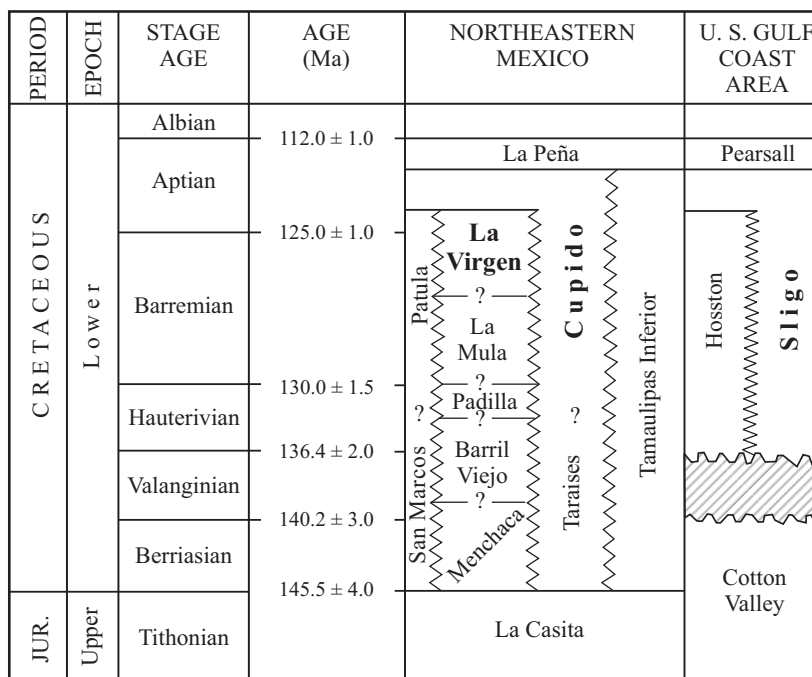 PERIOD
EPOCH
STAGE
AGE
AGE
(Ma)
NORTHEASTERN
MEXICO
U. S. GULF
COAST
AREA
CRETACEOUS
Lower
JUR.
Upper
Albian
Aptian
Barremian
Hauterivian
Valanginian
Berriasian
Tithonian
112.0 ± 1.0
125.0 ± 1.0
130.0 ± 1.5
136.4 ± 2.0
140.2 ± 3.0
145.5 ± 4.0
La Peña
Patula
?
San Marcos
La
Virgen
?
La
Mula
?
Padilla
?
Barril
Viejo
?
Menchaca
Cupido
?
Taraises
Tamaulipas Inferior
La Casita
Pearsall
Hosston
Sligo
Cotton
Valley